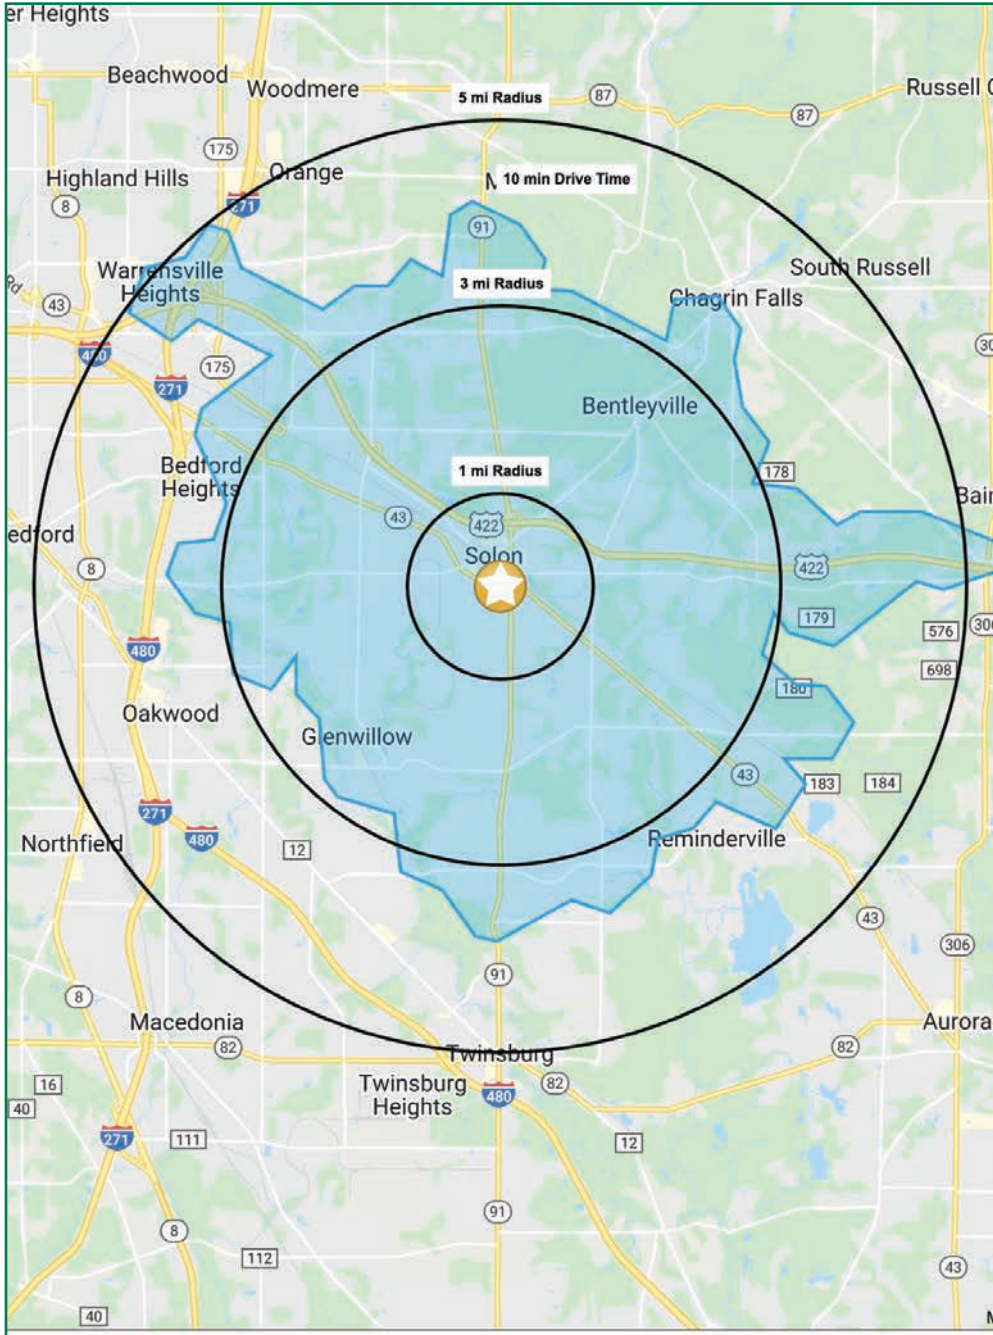 er Heights
Beachwood
Woodmere
Russell
5 mi Radius
87
87
175
Orange
10 min Drive Time
Highland Hills
8
271
91
Warrensville
Heights
South Russell
3 mi Radius
Chagrin Falls
Rd
43
480
175
271
Bentleyville
Bedford
Heights
1 mi Radius
178
43
422
Bain
edford
Solon
8
422
179
306
576
480
698
180
Oakwood
Glenwillow
43
183
184
271
480
Northfield
12
Reminderville
43
91
306
8
Macedonia
Aurora
82
82
Twinsburg
16
Twinsburg
Heights
82
480
40
271
111
12
91
8
112
43
40